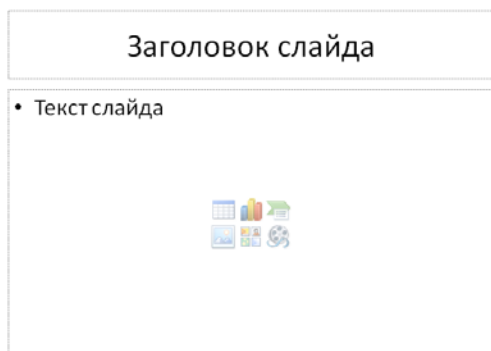 Заголовок слайда
• Текст слайда